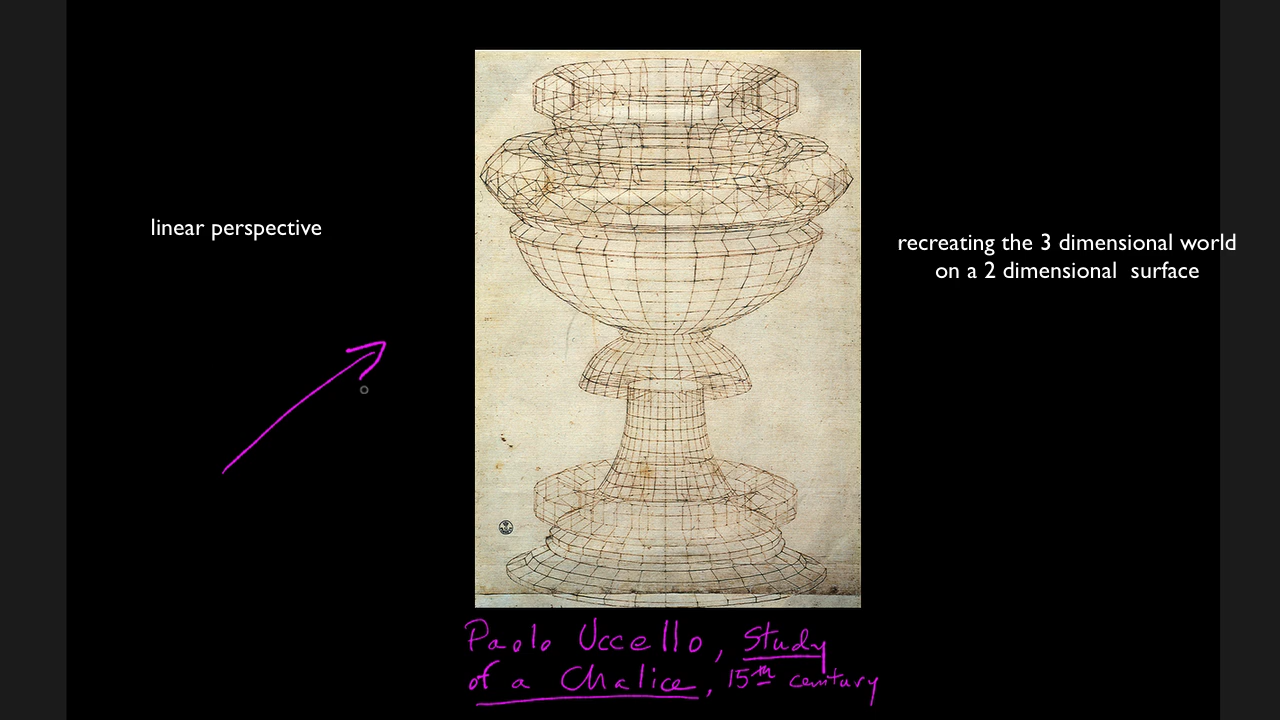 linear perspective
recreating the 3 dimensional world
on a 2 dimensional surface
Paolo Uccello, Study
of a Chalice, 15th century